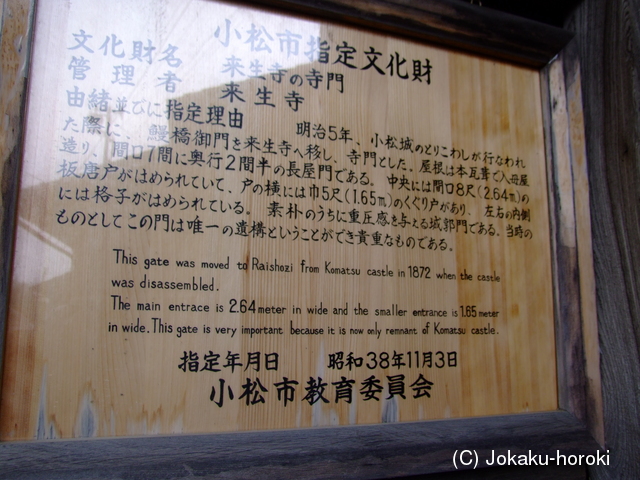 小松市指定文化財
文化財名 来生寺の寺門
管理者 来生寺
由緒並びに指定理由
明治5年、小松城のとりこわしが行なわれ
た際に、鰻橋御門を来生寺へ移し、寺門とした。屋根は本瓦葺で入母屋
造り、間口7間に奥行2間半の長屋門である。中央には間口8尺(2.64m)の
板唐戸がはめられていて、戸の横には巾5尺(1.65m)のくぐり戸があり、左右の内側
には格子がはめられている。素朴のうちに重圧感を与える城郭門である。当時の
ものとしてこの門は唯一の遺構ということができ貴重なものである。
This gate was moved to Raishozi from Komatsu castle in 1872 when the castle
was disassembled.
The main entrace is 2.64 meter in wide and the smaller entrance is 1.65 meter
in wide. This gate is very important because it is now only remnant of Komatsu castle.
指定年月日 昭和38年11月3日
小松市教育委員会
(C) Jokaku-horoki